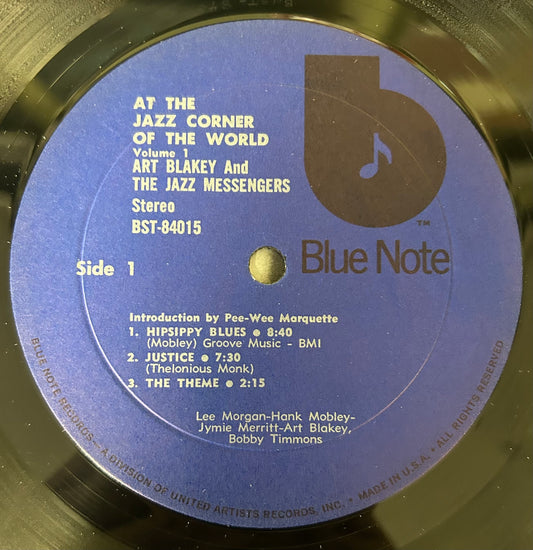 AT THE
JAZZ CORNER
OF THE WORLD
Volume 1
ART BLAKEY And
THE JAZZ MESSENGERS
Stereo
BST-84015
Side 1
b
TM
Blue Note
Introduction by Pee-Wee Marquette
1. HIPSIPPY BLUES ● 8:40
(Mobley) Groove Music - BMI
2. JUSTICE ● 7:30
(Thelonious Monk)
3. THE THEME ● 2:15
Lee Morgan-Hank Mobley-
Jymie Merritt-Art Blakey,
Bobby Timmons
BLUE NOTE RECORDS—A DIVISION OF UNITED ARTISTS RECORDS, INC. • MADE IN U.S.A. • ALL RIGHTS RESERVED